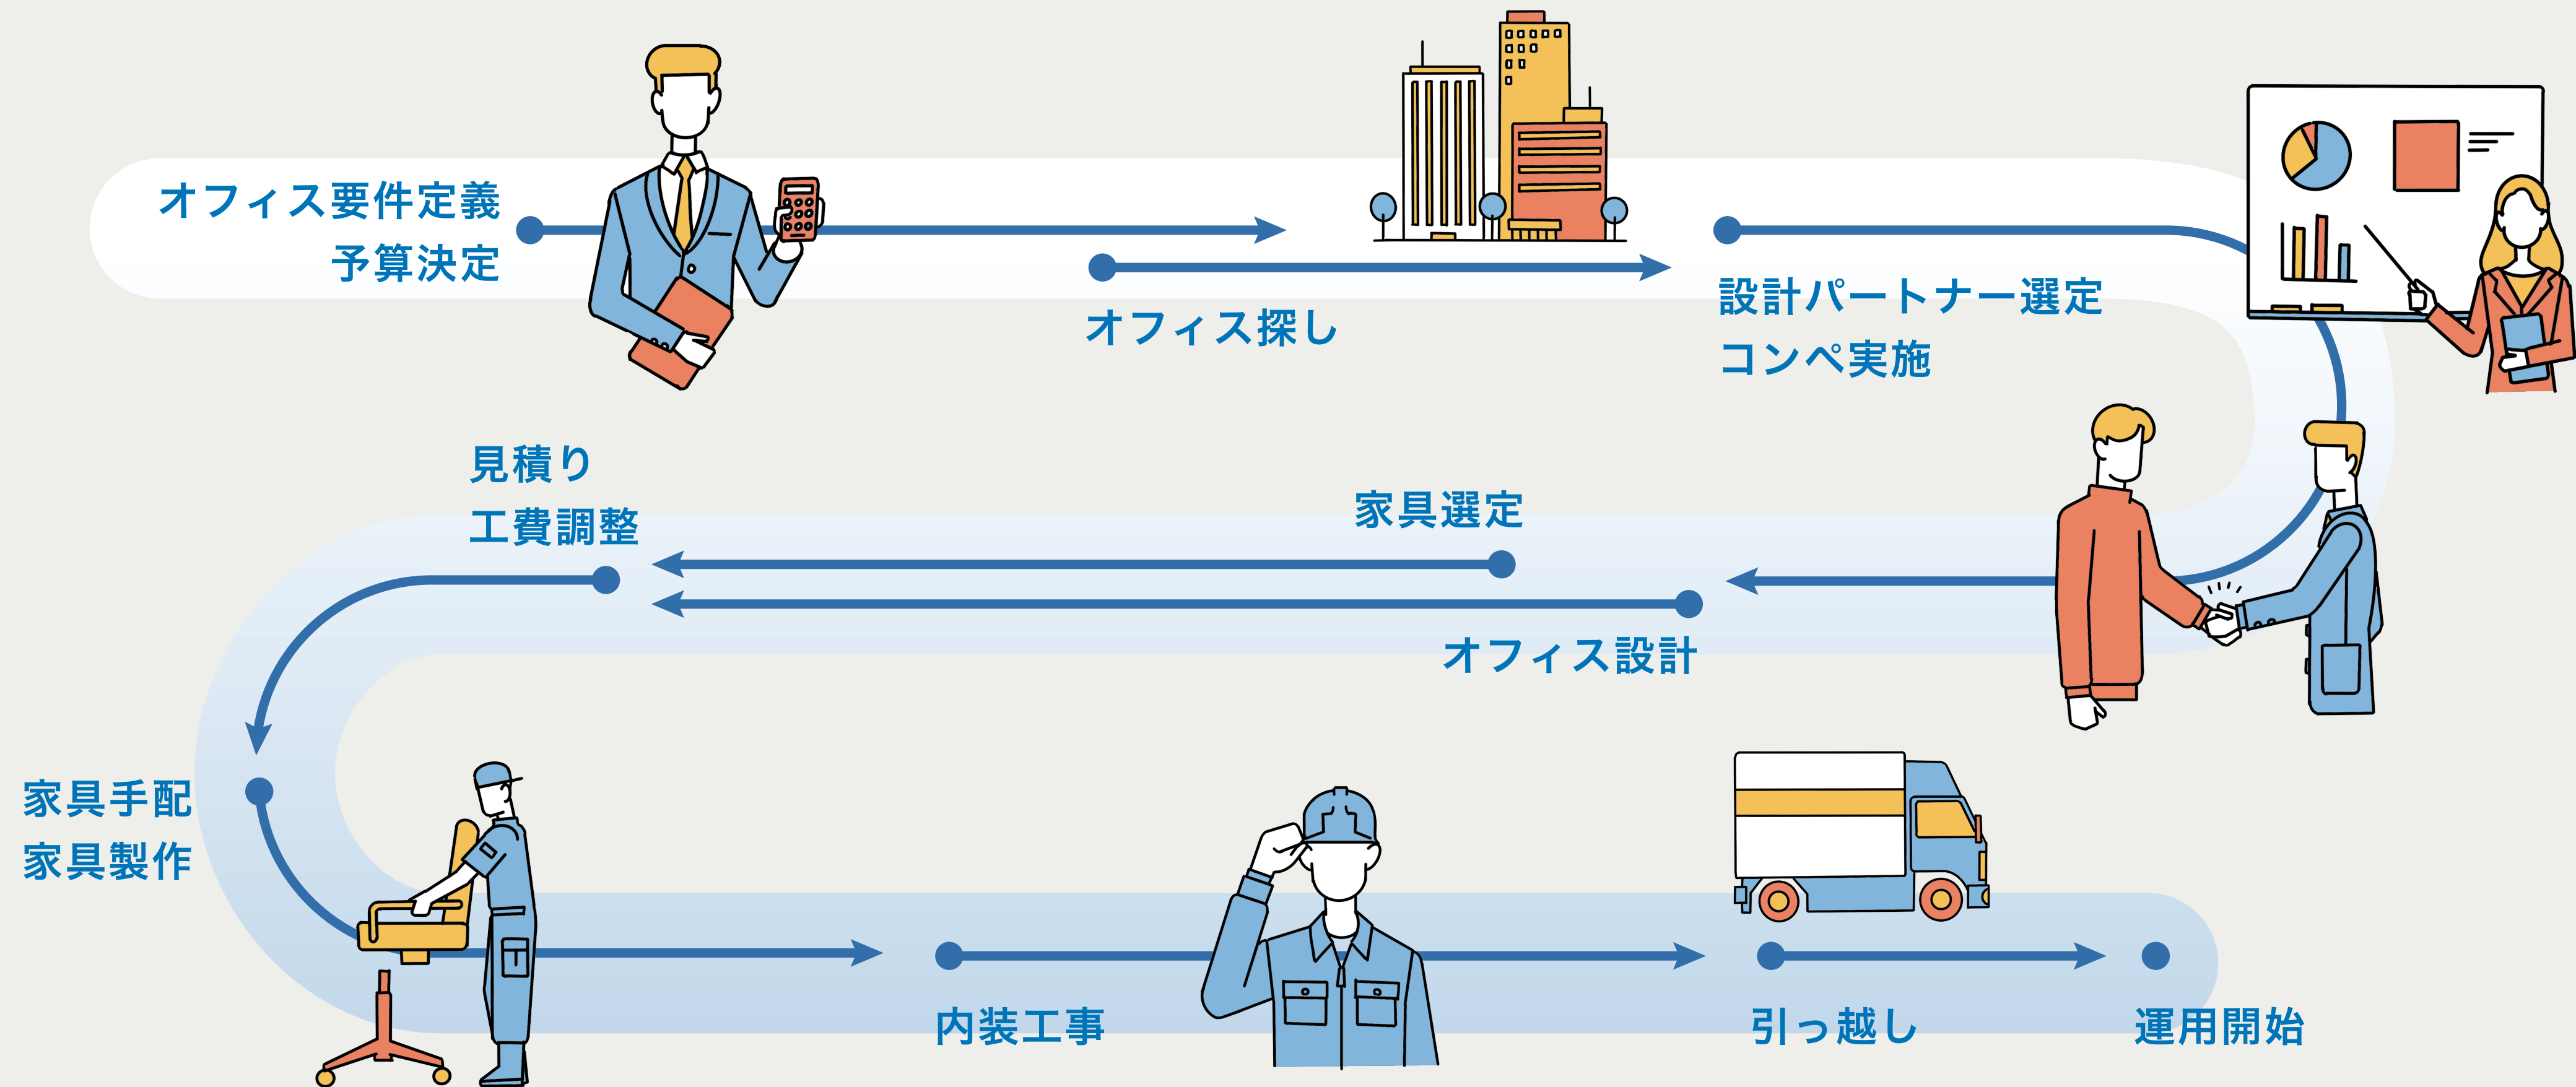 オフィス要件定義
予算決定
オフィス探し
設計パートナー選定
コンペ実施
家具選定
オフィス設計
見積り
工費調整
家具手配
家具製作
内装工事
引っ越し
運用開始